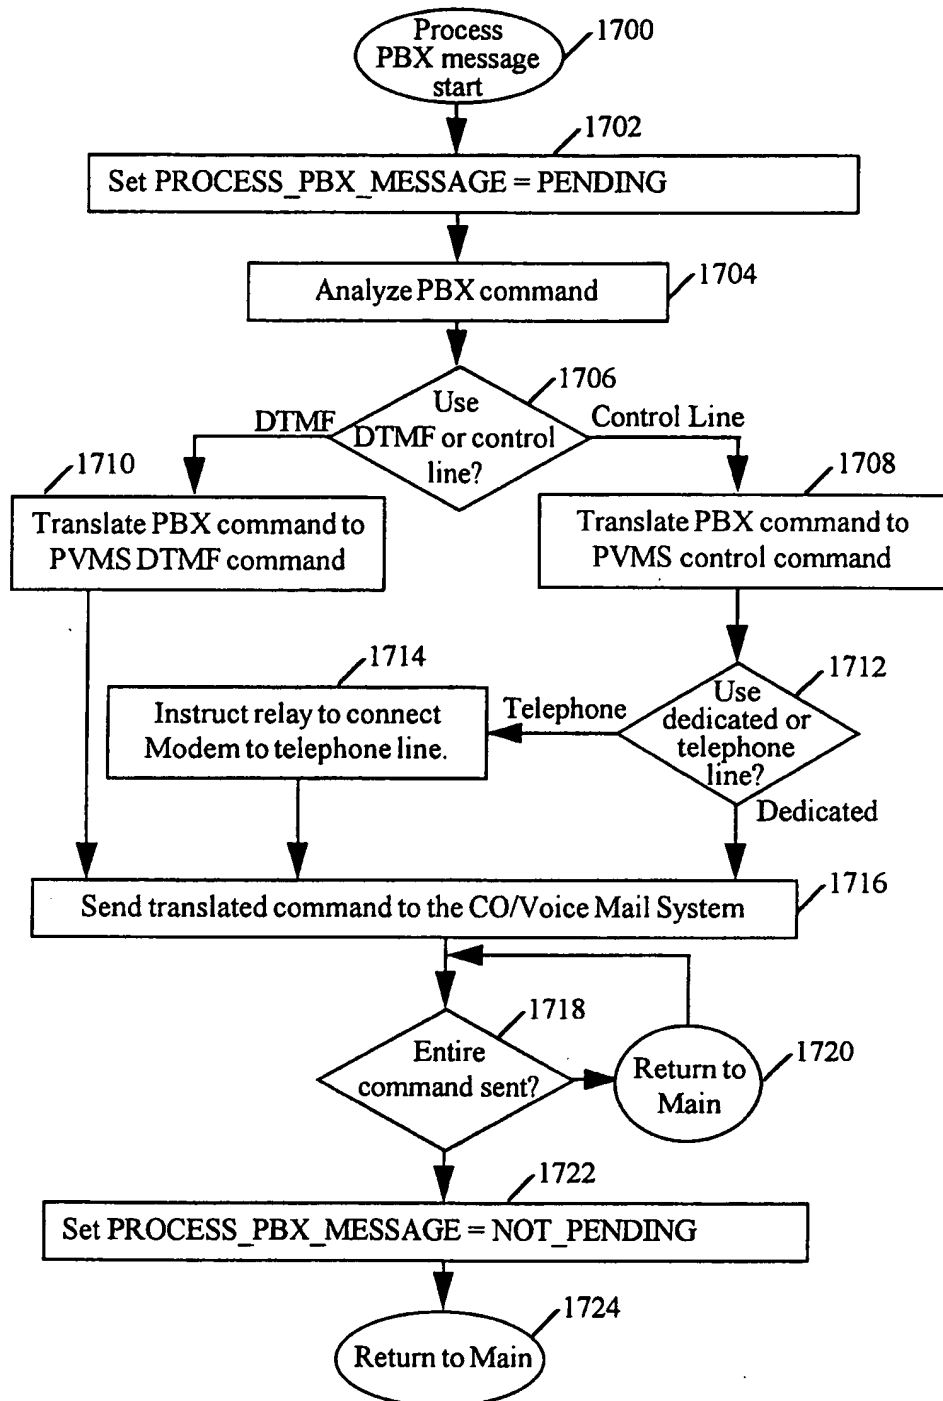 Process
PBX message
start
1700
1702
Set PROCESS_PBX_MESSAGE = PENDING
1704
Analyze PBX command
1706
Use
DTMF or control
line?
DTMF
Control Line
1710
Translate PBX command to
PVMS DTMF command
1708
Translate PBX command to
PVMS control command
1714
Instruct relay to connect
Modem to telephone line.
Telephone
1712
Use
dedicated or
telephone
line?
Dedicated
1716
Send translated command to the CO/Voice Mail System
1718
Entire
command sent?
1720
Return to
Main
1722
Set PROCESS_PBX_MESSAGE = NOT_PENDING
1724
Return to Main